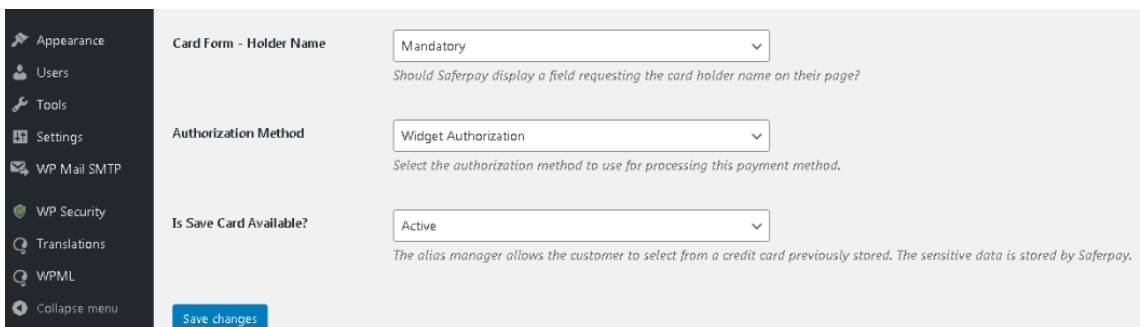 Appearance
Users
Tools
Settings
WP Mail SMTP
WP Security
Translations
WPML
Collapse menu
Card Form - Holder Name
Mandatory
Should Saferpay display a field requesting the card holder name on their page?
Authorization Method
Widget Authorization
Select the authorization method to use for processing this payment method.
Is Save Card Available?
Active
The alias manager allows the customer to select from a credit card previously stored. The sensitive data is stored by Saferpay.
Save changes